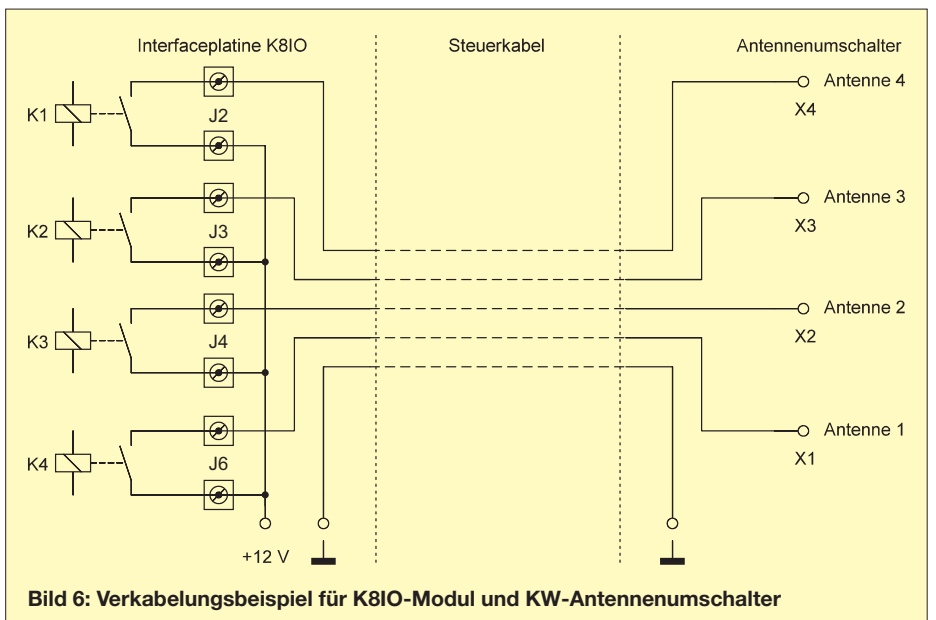 Interfaceplatine K8IO
Steuerkabel
Antennenumschalter
K1
J2
Antenne 4
X4
K2
J3
Antenne 3
X3
K3
J4
Antenne 2
X2
K4
J6
Antenne 1
X1
+12 V
Bild 6: Verkabelungsbeispiel für K8IO-Modul und KW-Antennenumschalter